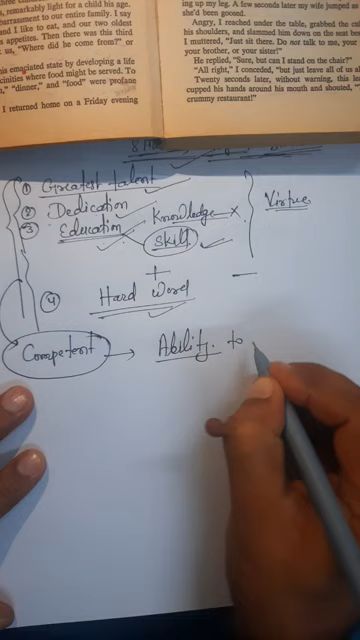 , remarkably light for a child his age.
barrassment to our entire family. I say
and I like to eat, and our two oldest
s appetites. Then there was this third
us, "Where did he come from?" or
is emaciated state by developing a life
cinities where food might be served. To
," "dinner," and "food" were profane
I returned home on a Friday evening
ing up my leg. A few seconds later my wife jumped as
she'd been goosed.
Angry, I reached under the table, grabbed the
his shoulders, and slammed him down on the seat
I muttered, "Just sit there. Do not talk to me, your
your brother, or your sister!"
He replied, "Sure, but can I stand on the chair?"
"All right," I conceded, "but just leave all of us al
Twenty seconds later, without warning, this
cupped his hands around his mouth and shouted, "
crummy restaurant!"
① Greatest talent
② Dedication
③ Education Knowledge ×
Skill
Virtue
+ —
④ Hard Word
Competent → Ability to